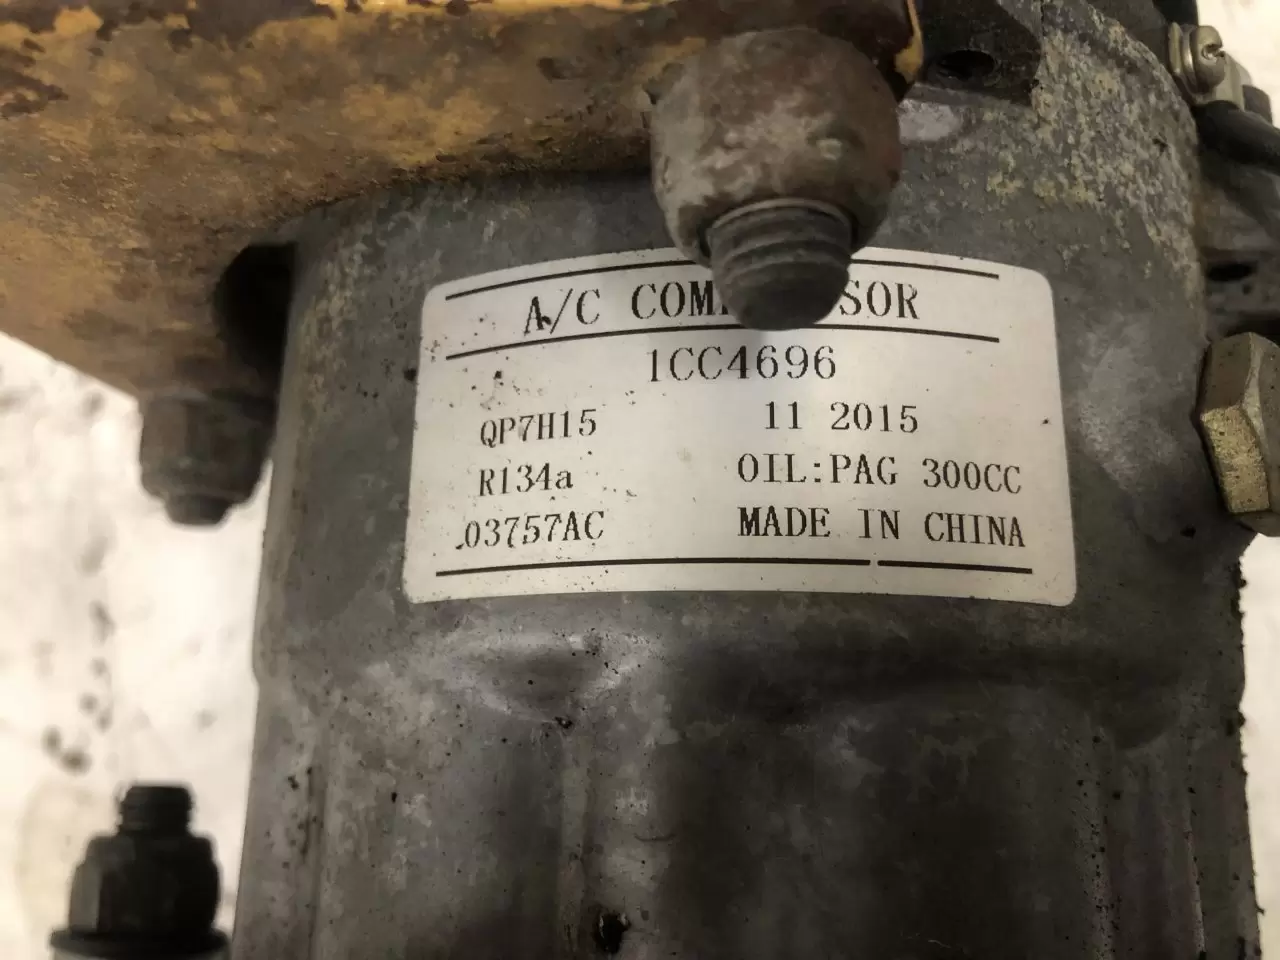 A/C COM SOR
1CC4696
QP7H15 11 2015
R134a OIL:PAG 300CC
03757AC MADE IN CHINA